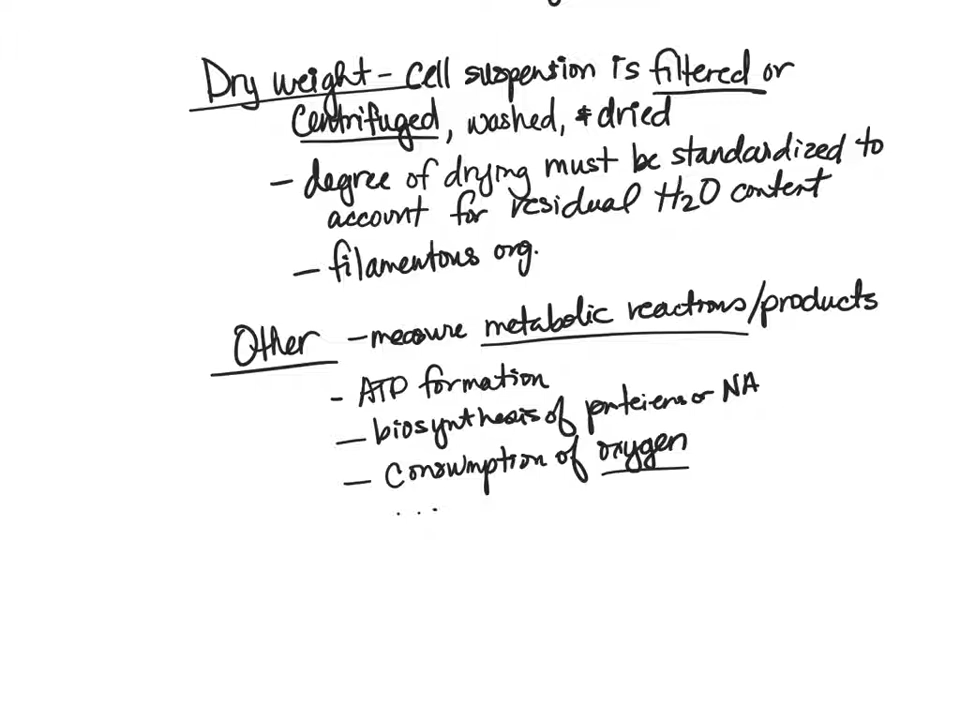 Dry weight - Cell suspension is filtered or
Centrifuged, washed, & dried
- degree of drying must be standardized to
account for residual H2O content
- filamentous org.
Other - measure metabolic reactions/products
- ATP formation
- biosynthesis of proteins or NA
- Consumption of oxygen
...